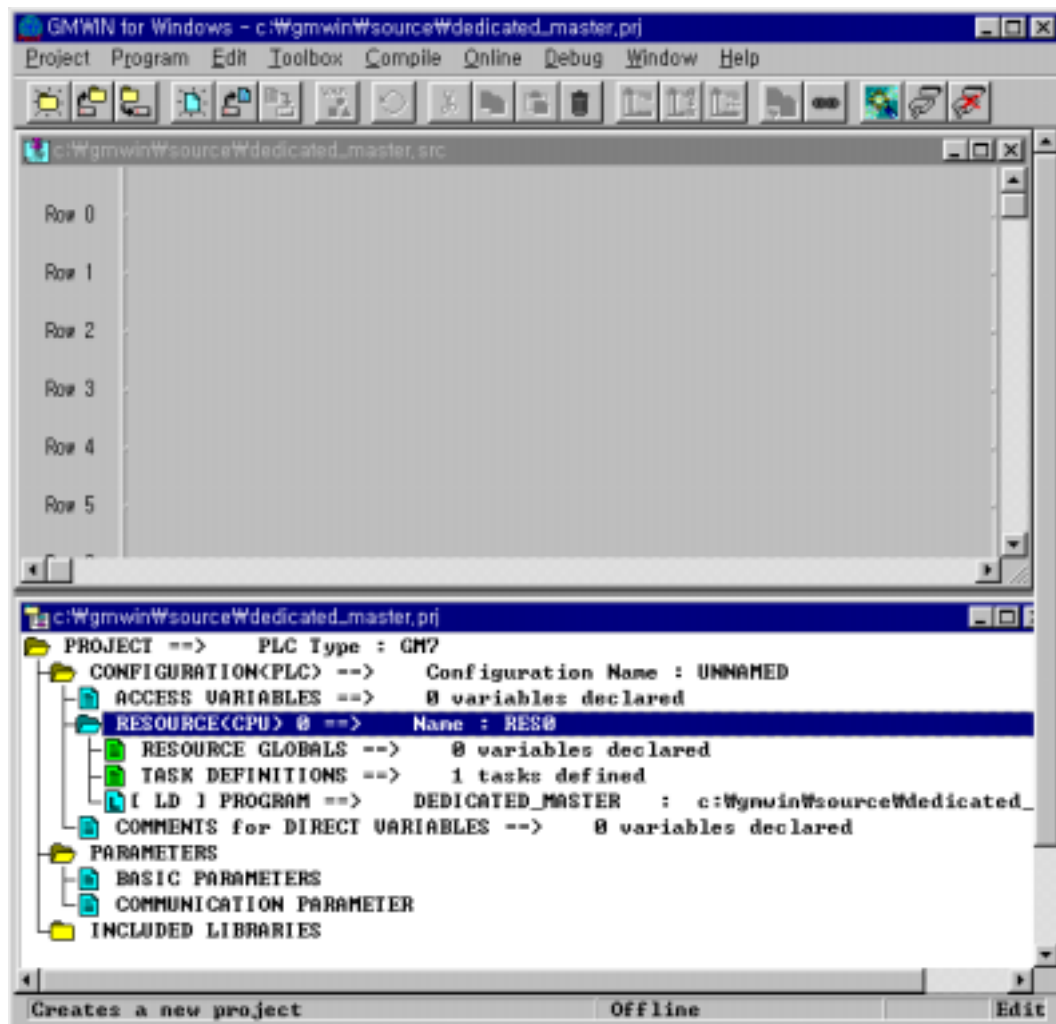 GMWIN for Windows - c:₩gmwin₩source₩dedicated_master.prj
Project Program Edit Toolbox Compile Online Debug Window Help
c:₩gmwin₩source₩dedicated_master.src
Row 0
Row 1
Row 2
Row 3
Row 4
Row 5
c:₩gmwin₩source₩dedicated_master.prj
PROJECT ==> PLC Type : GM7
CONFIGURATION(PLC) ==> Configuration Name : UNNAMED
ACCESS VARIABLES ==> 0 variables declared
RESOURCE(CPU) 0 ==> Name : RES0
RESOURCE GLOBALS ==> 0 variables declared
TASK DEFINITIONS ==> 1 tasks defined
[ LD ] PROGRAM ==> DEDICATED_MASTER : c:₩gmwin₩source₩dedicated_
COMMENTS for DIRECT VARIABLES ==> 0 variables declared
PARAMETERS
BASIC PARAMETERS
COMMUNICATION PARAMETER
INCLUDED LIBRARIES
Creates a new project Offline Edit